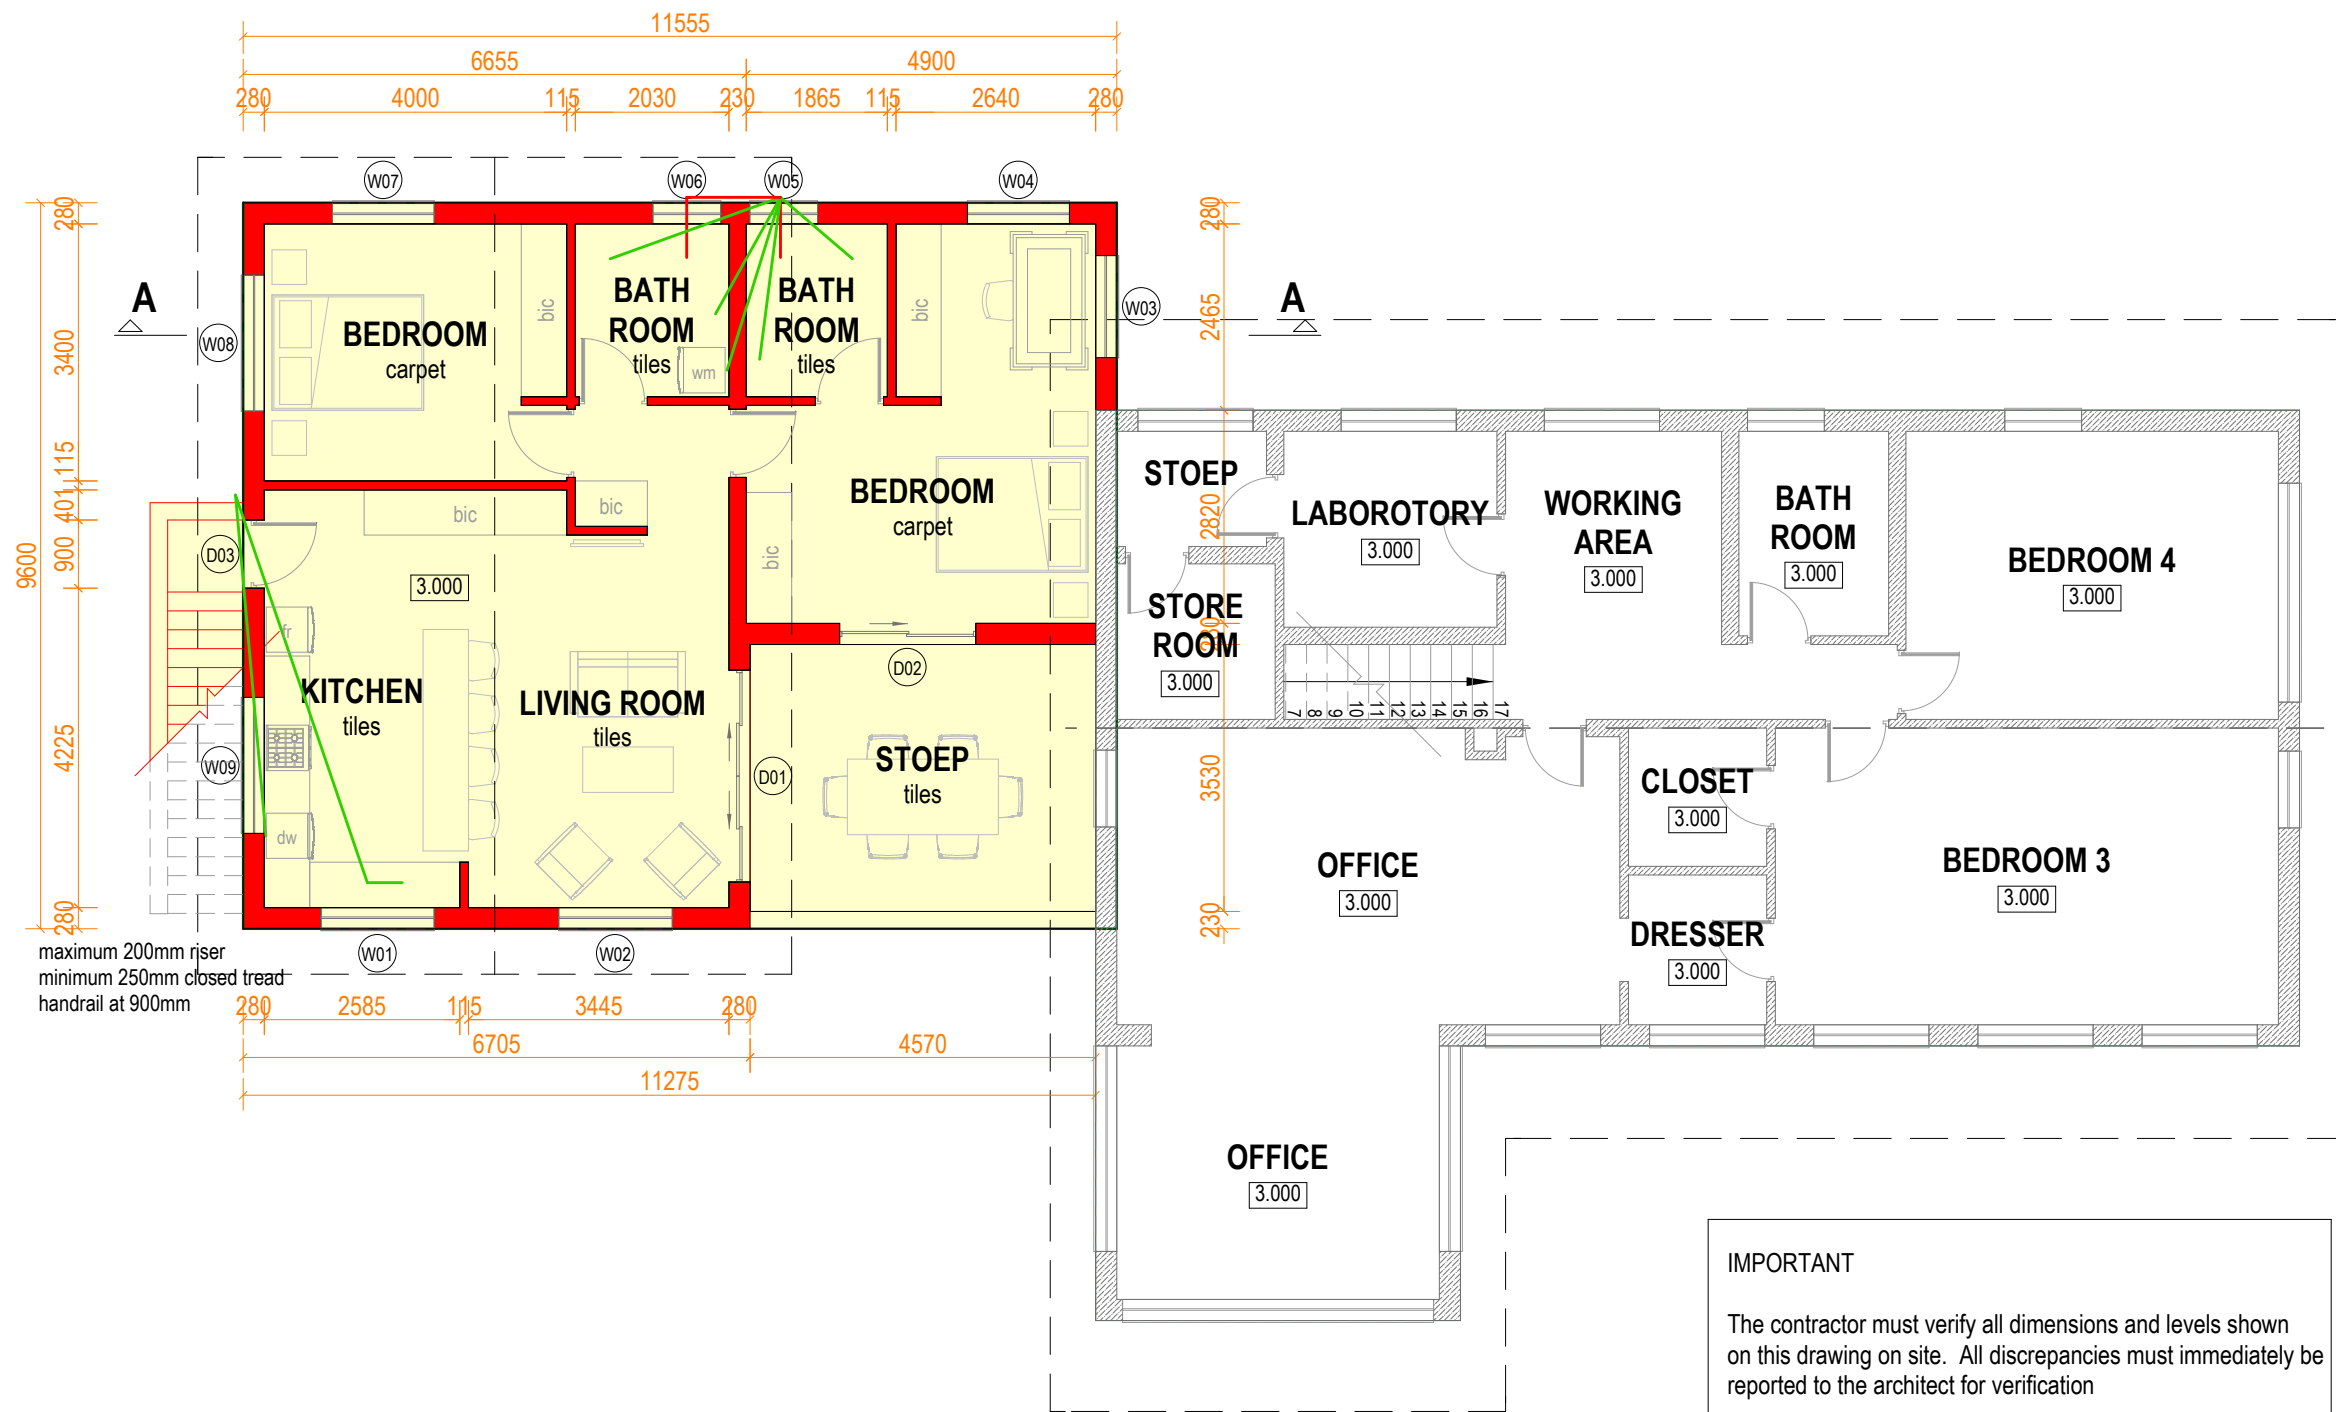 11555
6655
4900
280
4000
115
2030
230
1865
115
2640
280
W07
W06
W05
W04
280
280
A
A
BATH
ROOM
tiles
BATH
ROOM
tiles
bic
bic
W03
2465
BEDROOM
carpet
W08
3400
wm
115
401
900
9600
STOEP
LABOROTORY
3.000
WORKING
AREA
3.000
BATH
ROOM
3.000
BEDROOM 4
3.000
2820
BEDROOM
carpet
bic
bic
bic
D03
3.000
fr
STORE
ROOM
3.000
D02
KITCHEN
tiles
LIVING ROOM
tiles
7
8
9
10
11
12
13
14
15
16
17
4225
W09
D01
STOEP
tiles
3530
CLOSET
3.000
dw
OFFICE
3.000
BEDROOM 3
3.000
280
230
DRESSER
3.000
W01
W02
maximum 200mm riser
minimum 250mm closed tread
handrail at 900mm
280
2585
115
3445
280
6705
4570
11275
OFFICE
3.000
IMPORTANT
The contractor must verify all dimensions and levels shown
on this drawing on site. All discrepancies must immediately be
reported to the architect for verification